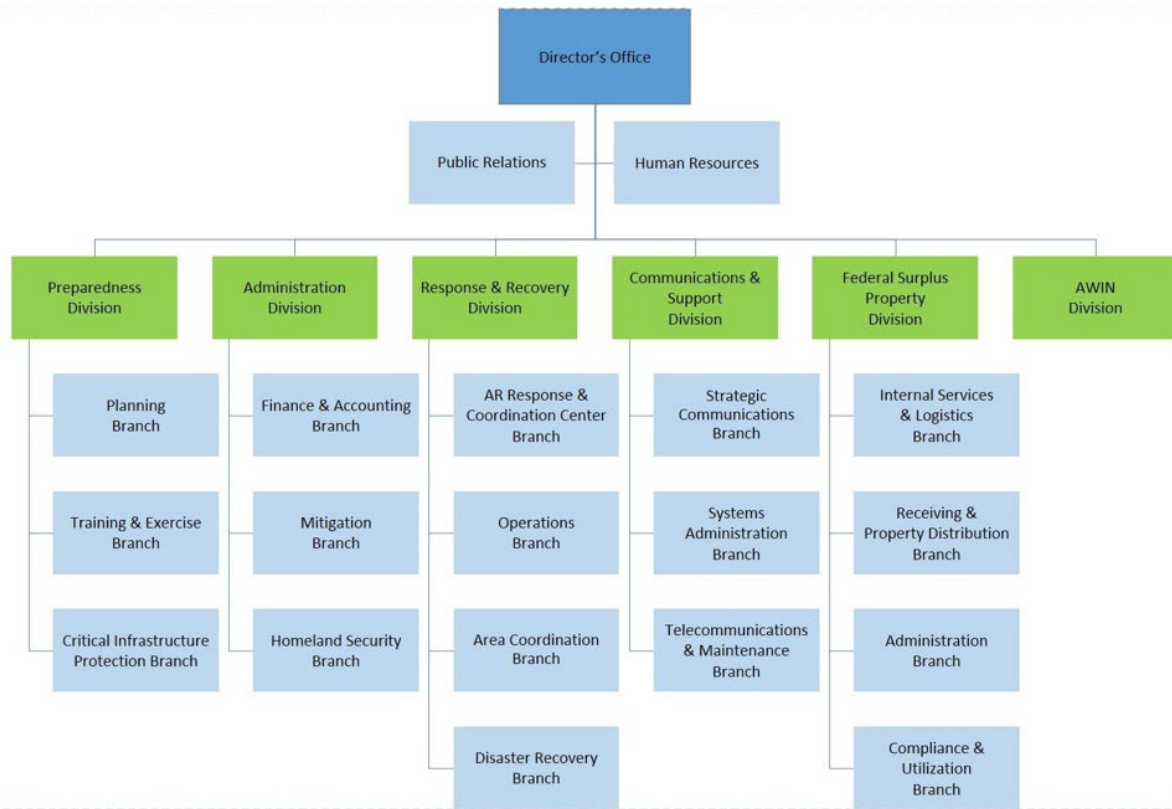 Director's Office
Public Relations
Human Resources
Preparedness
Division
Administration
Division
Response & Recovery
Division
Communications &
Support
Division
Federal Surplus
Property
Division
AWIN
Division
Planning
Branch
Finance & Accounting
Branch
AR Response &
Coordination Center
Branch
Strategic
Communications
Branch
Internal Services
& Logistics
Branch
Training & Exercise
Branch
Mitigation
Branch
Operations
Branch
Systems
Administration
Branch
Receiving &
Property Distribution
Branch
Critical Infrastructure
Protection Branch
Homeland Security
Branch
Area Coordination
Branch
Telecommunications
& Maintenance
Branch
Administration
Branch
Disaster Recovery
Branch
Compliance &
Utilization
Branch